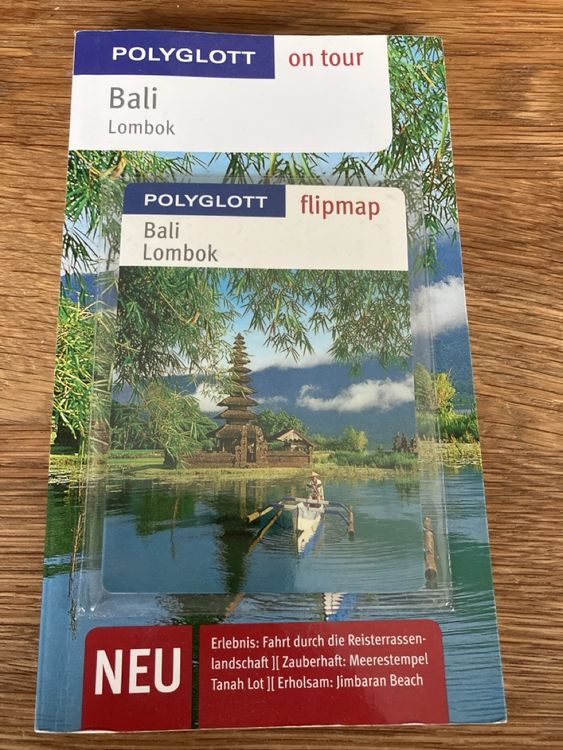 POLYGLOTT on tour
Bali
Lombok
POLYGLOTT flipmap
Bali
Lombok
NEU
Erlebnis: Fahrt durch die Reisterrassen-
landschaft ][ Zauberhaft: Meerestempel
Tanah Lot ][ Erholsam: Jimbaran Beach